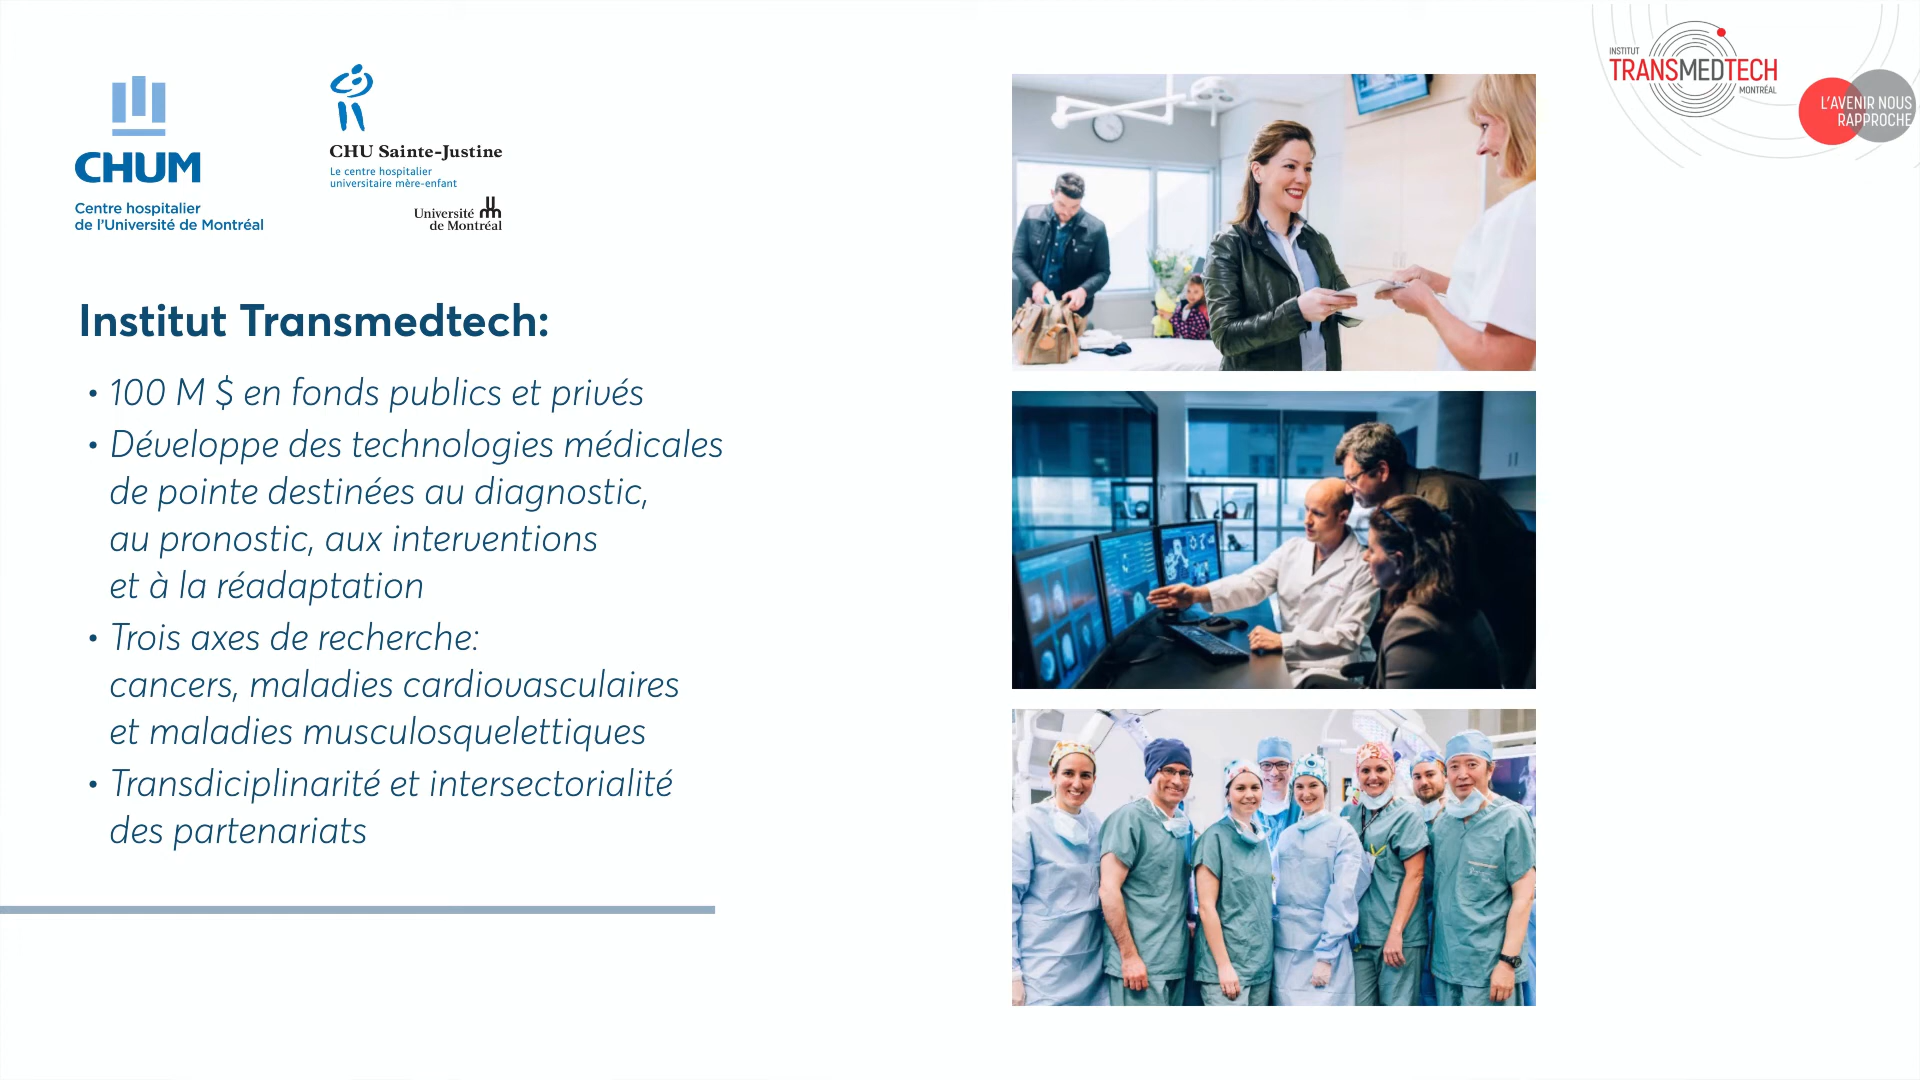 CHUM
Centre hospitalier
de l'Université de Montréal
CHU Sainte-Justine
Le centre hospitalier
universitaire mère-enfant
Université
de Montréal
INSTITUT
TRANSMEDTECH
MONTRÉAL
L'AVENIR NOUS
RAPPROCHE
Institut Transmedtech:
• 100 M $ en fonds publics et privés
• Développe des technologies médicales
de pointe destinées au diagnostic,
au pronostic, aux interventions
et à la réadaptation
• Trois axes de recherche:
cancers, maladies cardiovasculaires
et maladies musculosquelettiques
• Transdiciplinarité et intersectorialité
des partenariats